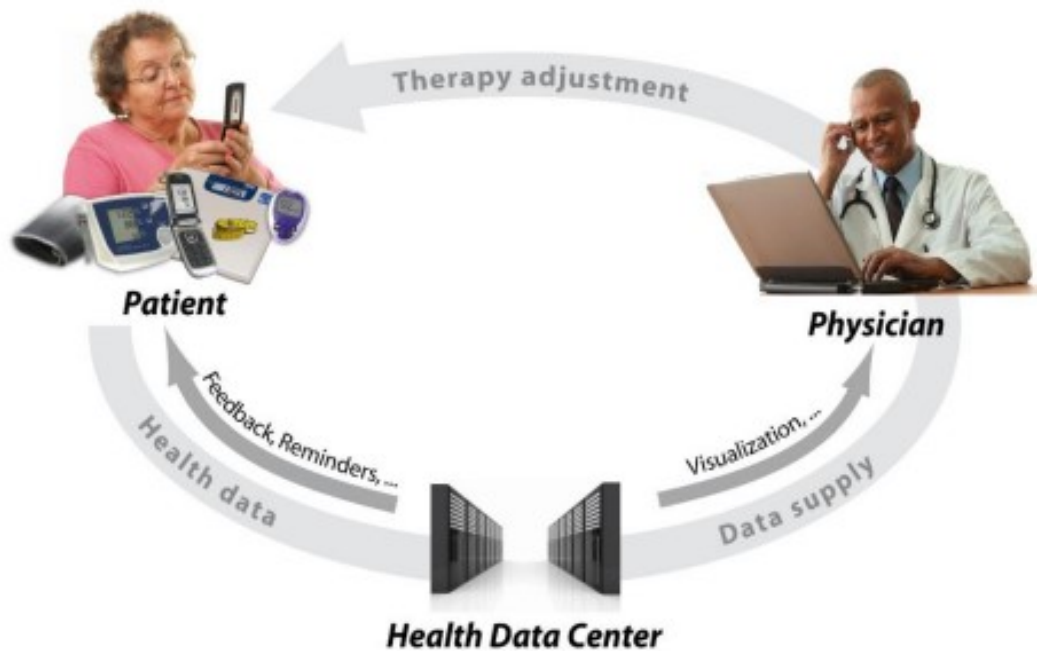 Therapy adjustment
Patient
Physician
Feedback, Reminders, ...
Visualization, ...
Health data
Data supply
Health Data Center